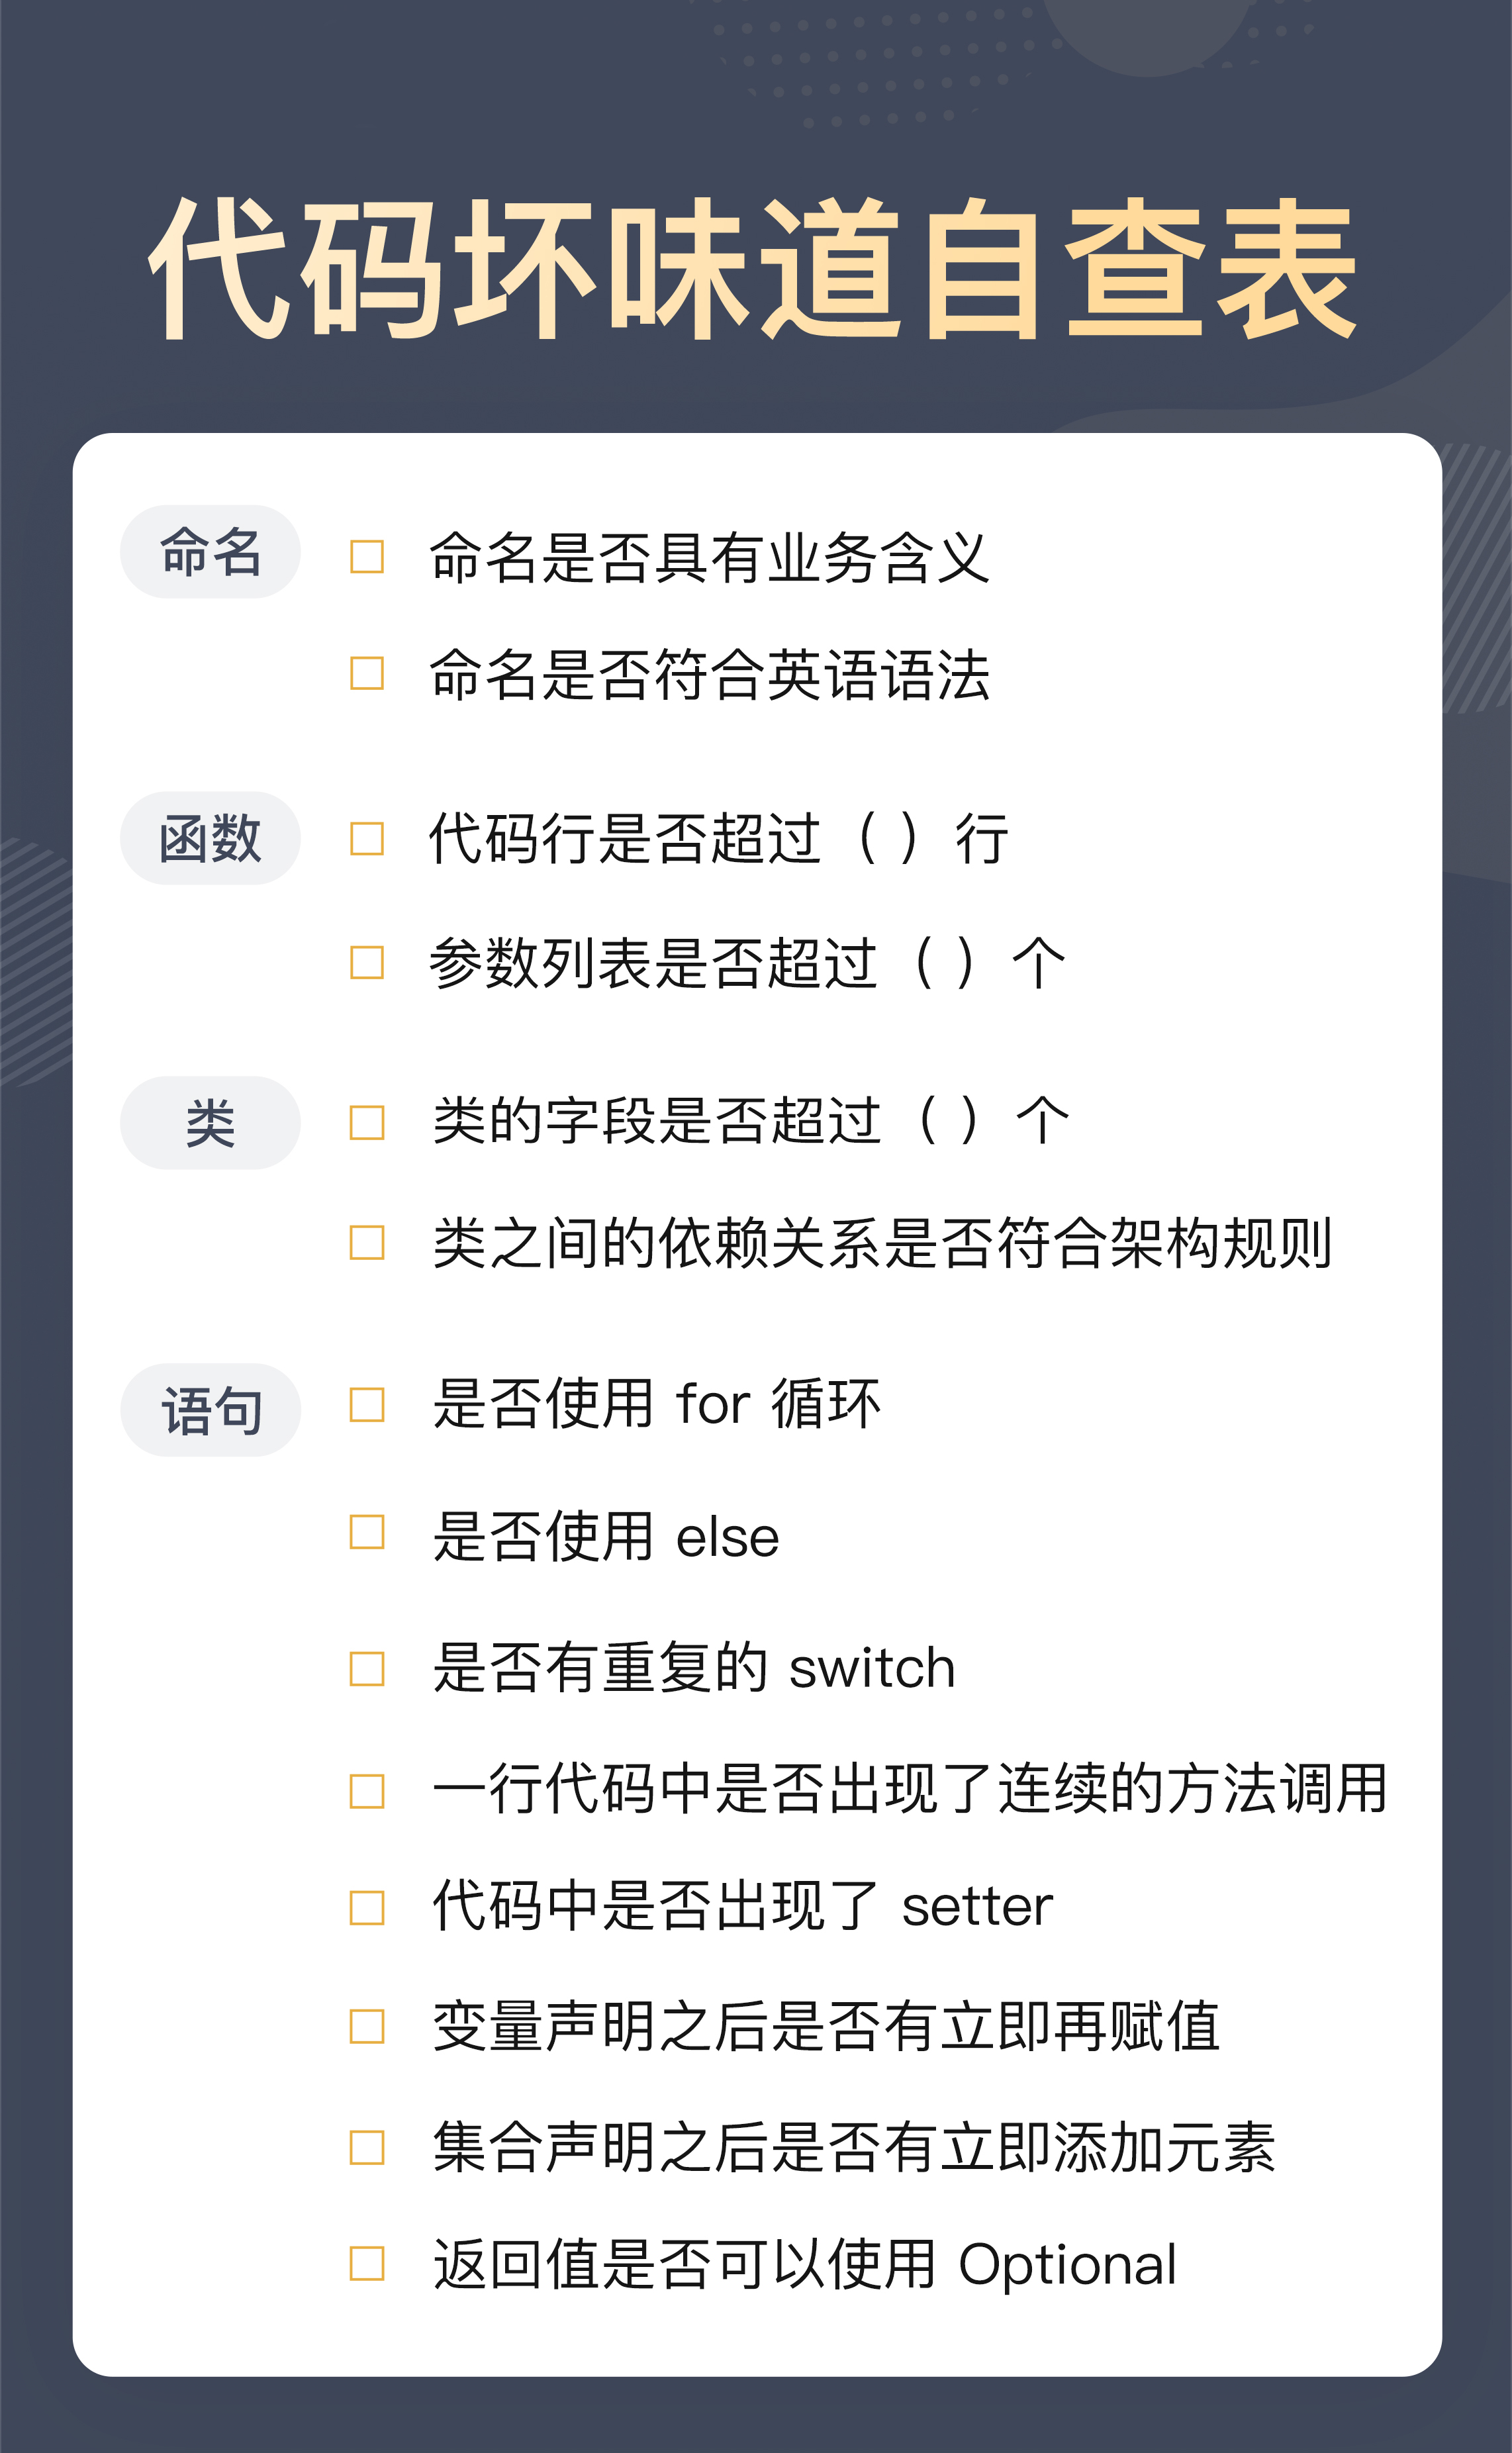 代码坏味道自查表
命名
命名是否具有业务含义
命名是否符合英语语法
函数
代码行是否超过（ ）行
参数列表是否超过（ ）个
类
类的字段是否超过（ ）个
类之间的依赖关系是否符合架构规则
语句
是否使用 for 循环
是否使用 else
是否有重复的 switch
一行代码中是否出现了连续的方法调用
代码中是否出现了 setter
变量声明之后是否有立即再赋值
集合声明之后是否有立即添加元素
返回值是否可以使用 Optional